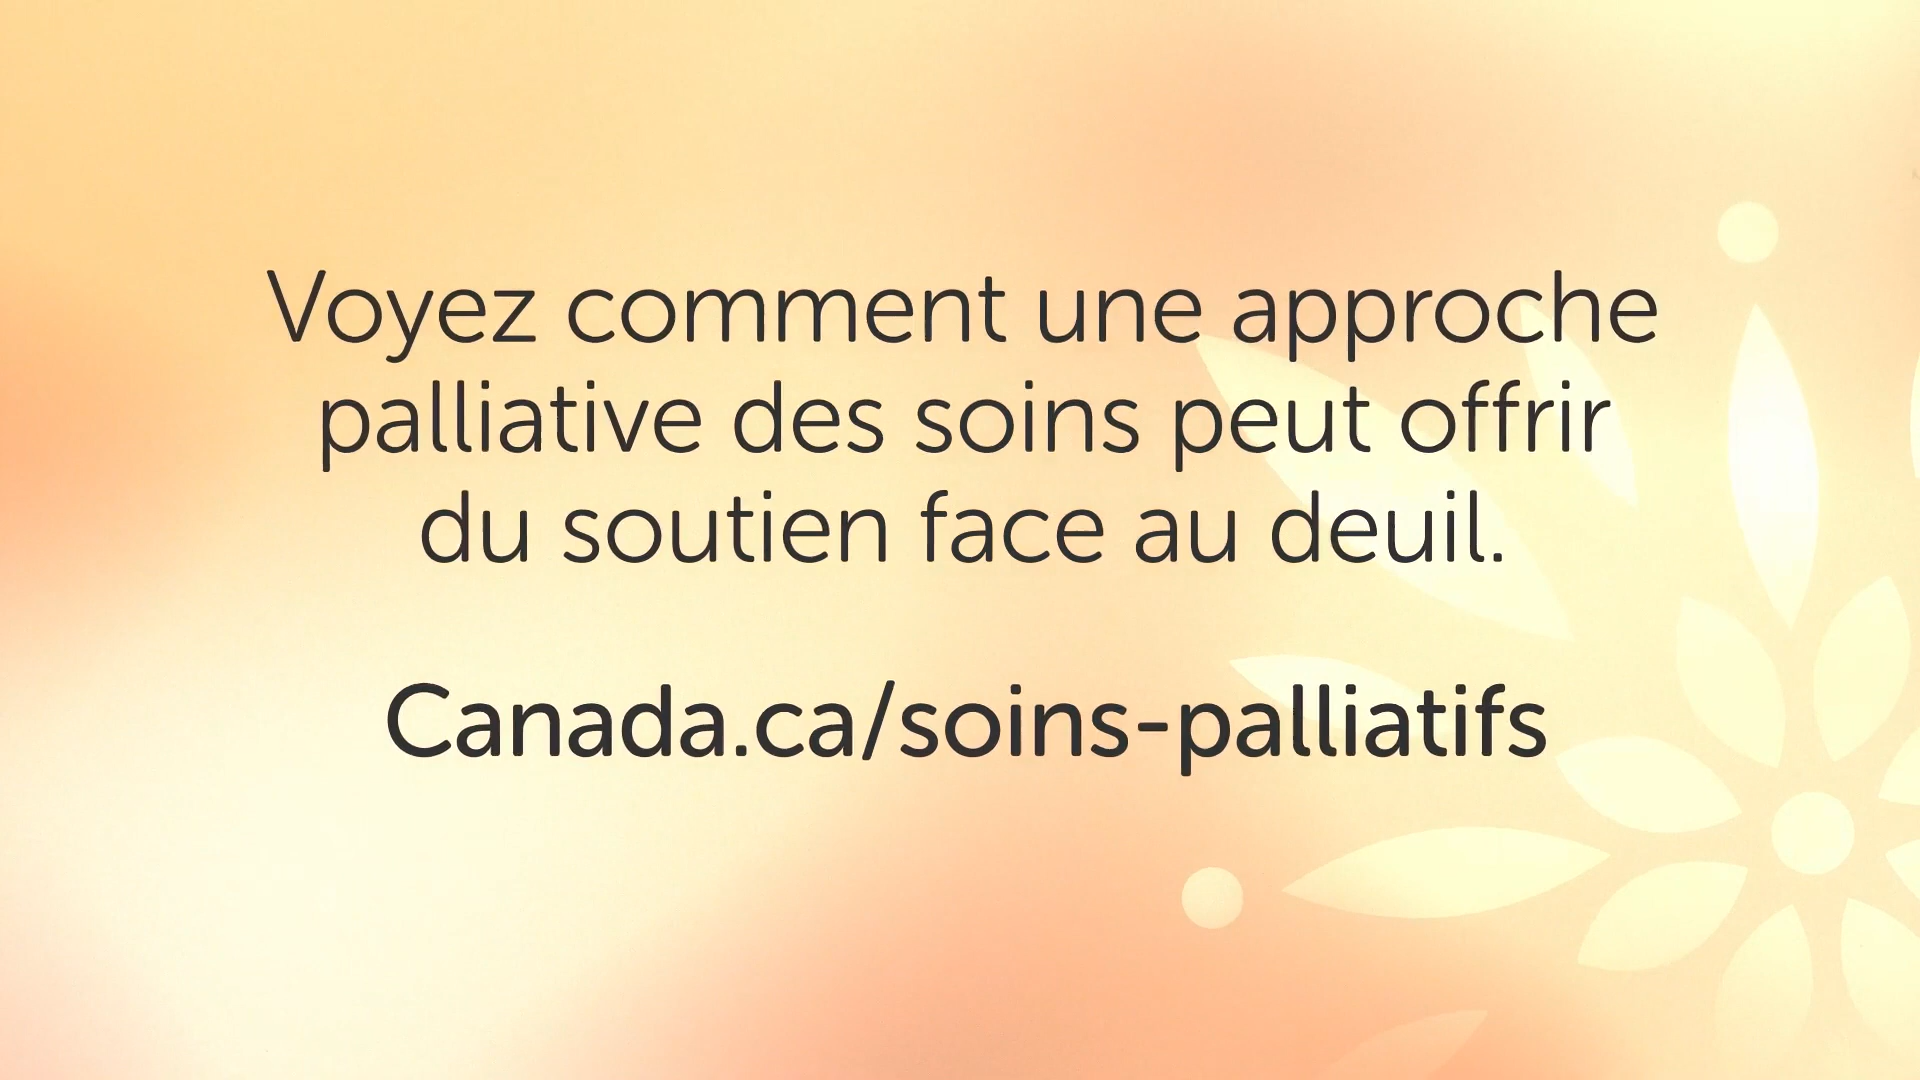 Voyez comment une approche
palliative des soins peut offrir
du soutien face au deuil.
Canada.ca/soins-palliatifs